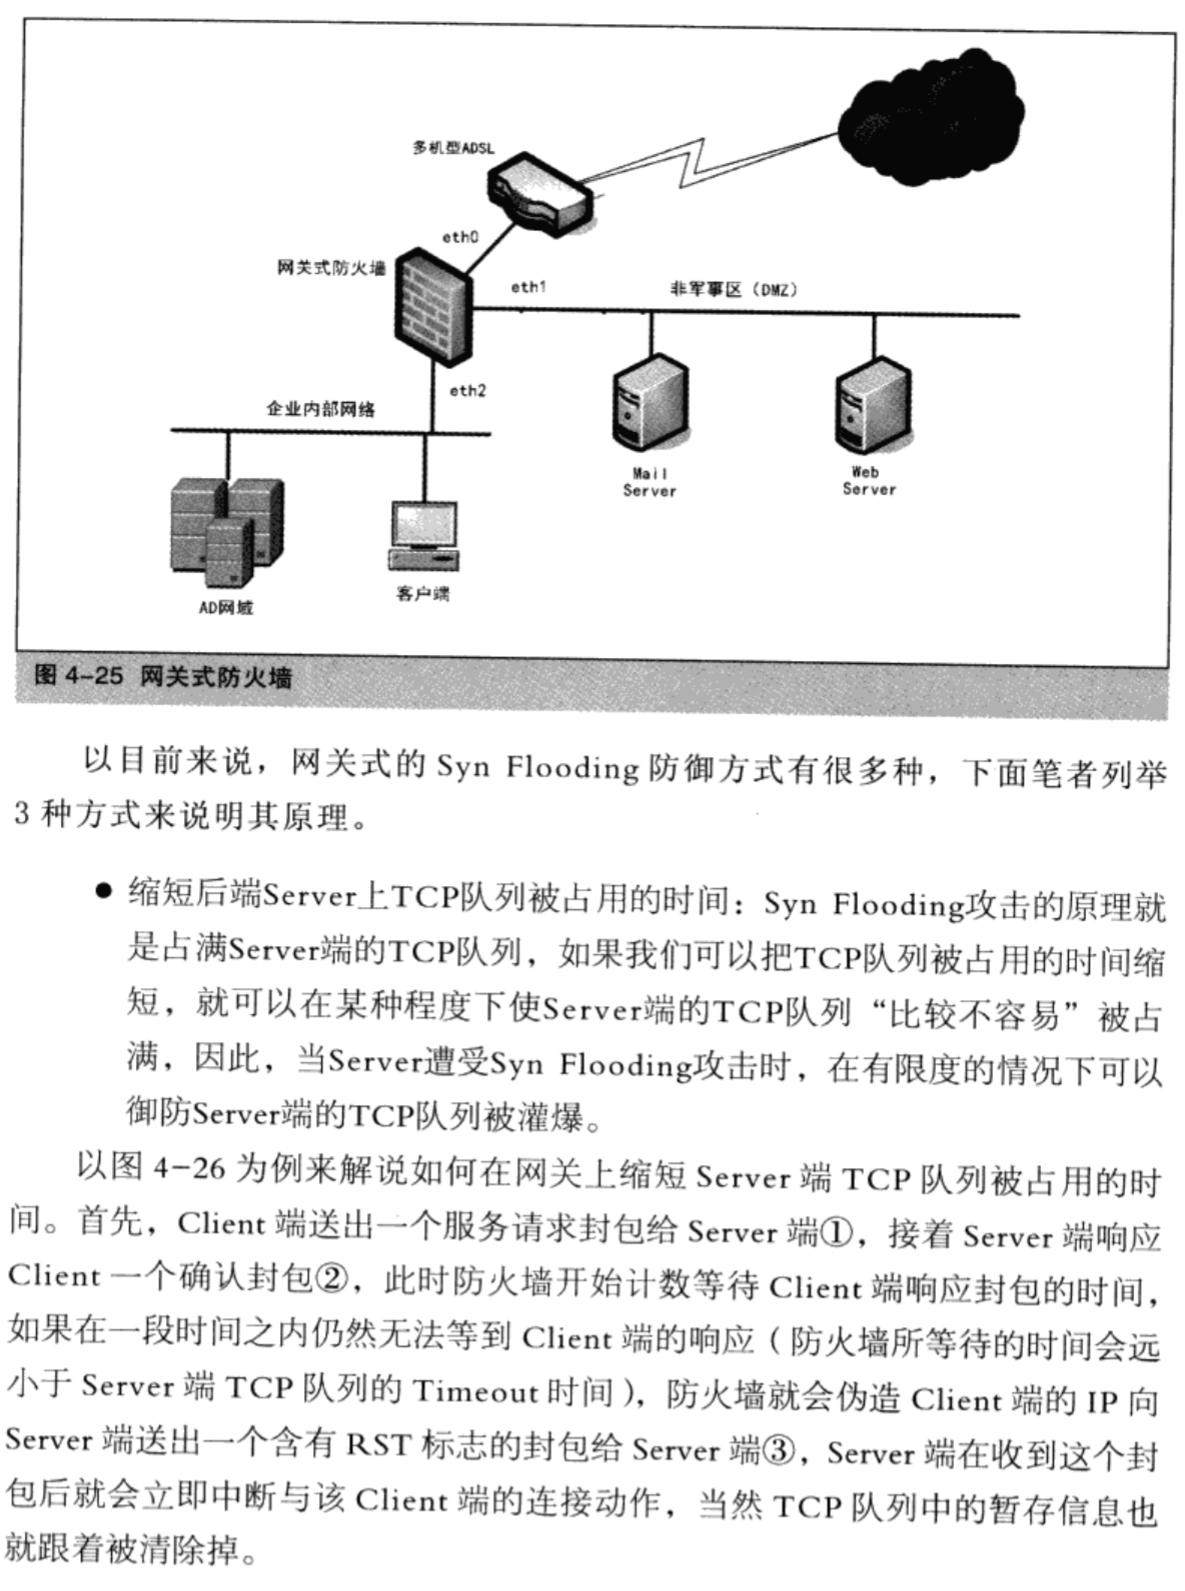 多机型ADSL
eth0
网关式防火墙
eth1
非军事区（DMZ）
eth2
企业内部网络
Mail
Server
Web
Server
AD网域
客户端
图 4-25 网关式防火墙
以目前来说，网关式的 Syn Flooding 防御方式有很多种，下面笔者列举
3 种方式来说明其原理。
● 缩短后端Server上TCP队列被占用的时间：Syn Flooding攻击的原理就
是占满Server端的TCP队列，如果我们可以把TCP队列被占用的时间缩
短，就可以在某种程度下使Server端的TCP队列“比较不容易”被占
满，因此，当Server遭受Syn Flooding攻击时，在有限度的情况下可以
御防Server端的TCP队列被灌爆。
以图 4-26 为例来解说如何在网关上缩短 Server 端 TCP 队列被占用的时
间。首先，Client 端送出一个服务请求封包给 Server 端①，接着 Server 端响应
Client 一个确认封包②，此时防火墙开始计数等待 Client 端响应封包的时间，
如果在一段时间之内仍然无法等到 Client 端的响应（防火墙所等待的时间会远
小于 Server 端 TCP 队列的 Timeout 时间），防火墙就会伪造 Client 端的 IP 向
Server 端送出一个含有 RST 标志的封包给 Server 端③，Server 端在收到这个封
包后就会立即中断与该 Client 端的连接动作，当然 TCP 队列中的暂存信息也
就跟着被清除掉。